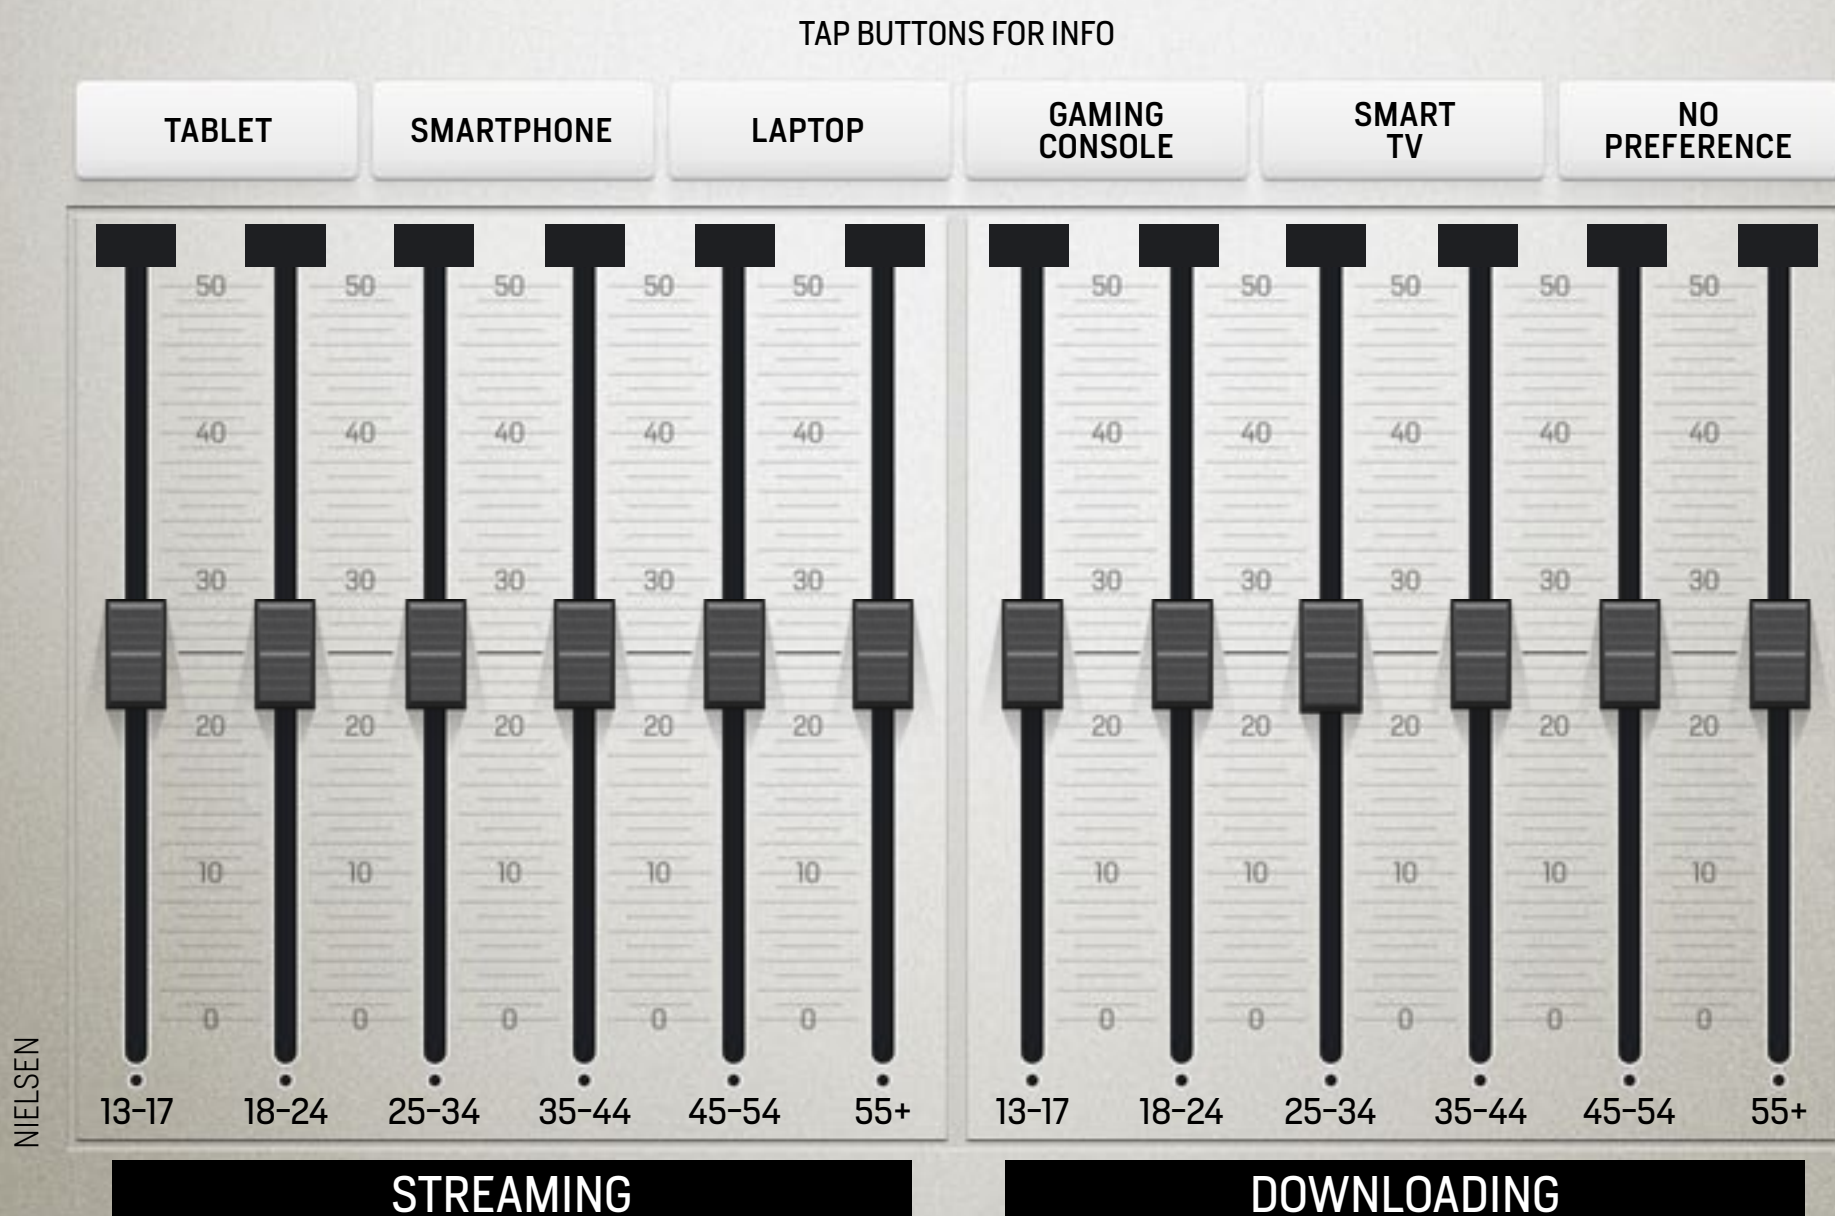 TAP BUTTONS FOR INFO
TABLET
SMARTPHONE
LAPTOP
GAMING
CONSOLE
SMART
TV
NO
PREFERENCE
50 50 50 50 50 50 50 50 50 50
40 40 40 40 40 40 40 40 40 40
30 30 30 30 30 30 30 30 30 30
20 20 20 20 20 20 20 20 20 20
10 10 10 10 10 10 10 10 10 10
0 0 0 0 0 0 0 0 0 0
13–17 18–24 25–34 35–44 45–54 55+ 13–17 18–24 25–34 35–44 45–54 55+
STREAMING
DOWNLOADING
NIELSEN